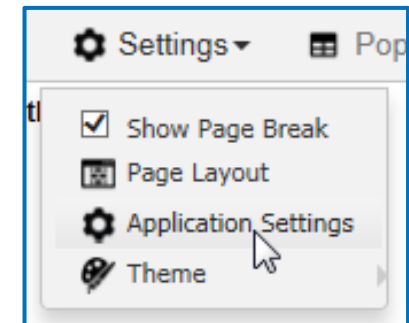 Settings Pop
Show Page Break
Page Layout
Application Settings
Theme